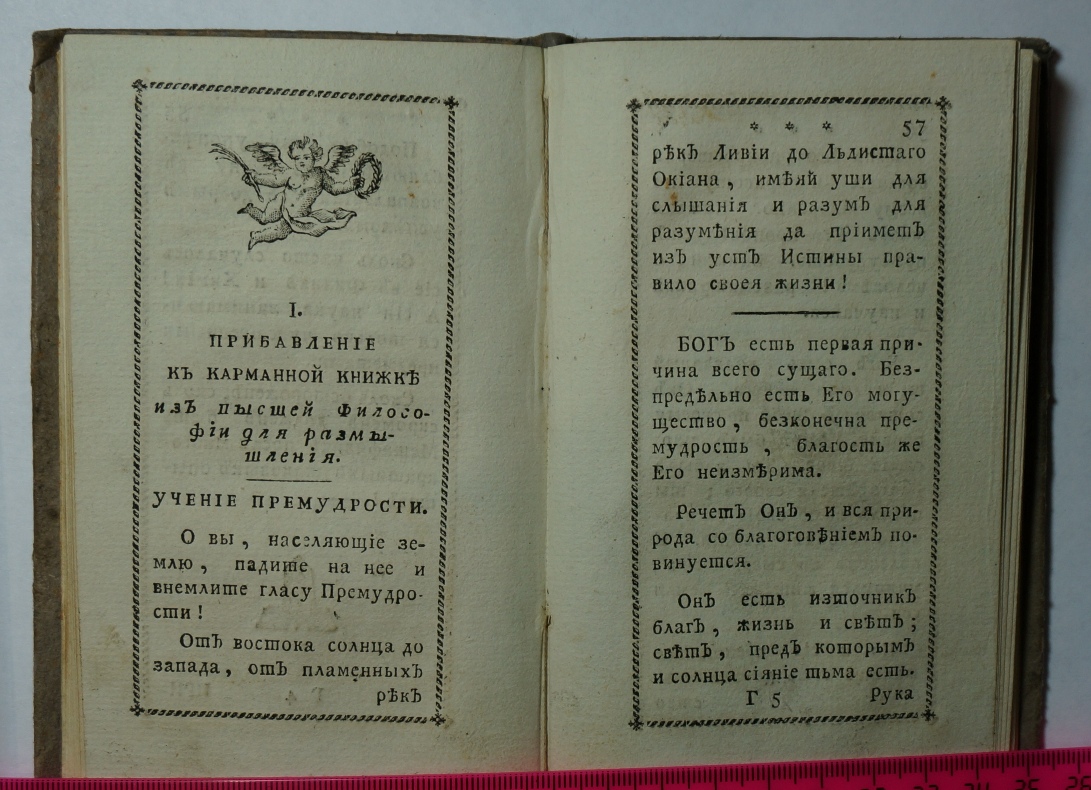 I.
ПРИБАВЛЕНІЕ
КЪ КАРМАННОЙ КНИЖКѢ
изъ пысщей Филосо-
фіи для размы-
шленія.
УЧЕНІЕ ПРЕМУДРОСТИ.
О вы, населяющіе зе-
млю, падите на нее и
внемлите гласу Премудро-
сти!
Отъ востока солнца до
запада, отъ пламенныхъ
рѣкъ
* * * 57
рѣкъ Ливіи до Льдистаго
Окіана, имѣяй уши для
слышанія и разумъ для
разумѣнія да пріиметъ
изъ устъ Истины пра-
вило своея жизни!
БОГЪ есть первая при-
чина всего сущаго. Без-
предѣльно есть Его могу-
щество, безконечна пре-
мудрость, благость же
Его неизмѣрима.
Речетъ Онъ, и вся при-
рода со благоговѣніемъ по-
винуется.
Онъ есть източникъ
благъ, жизнь и свѣтъ;
свѣтъ, предъ которымъ
и солнца сіяніе тьма есть.
Г 5 Рука